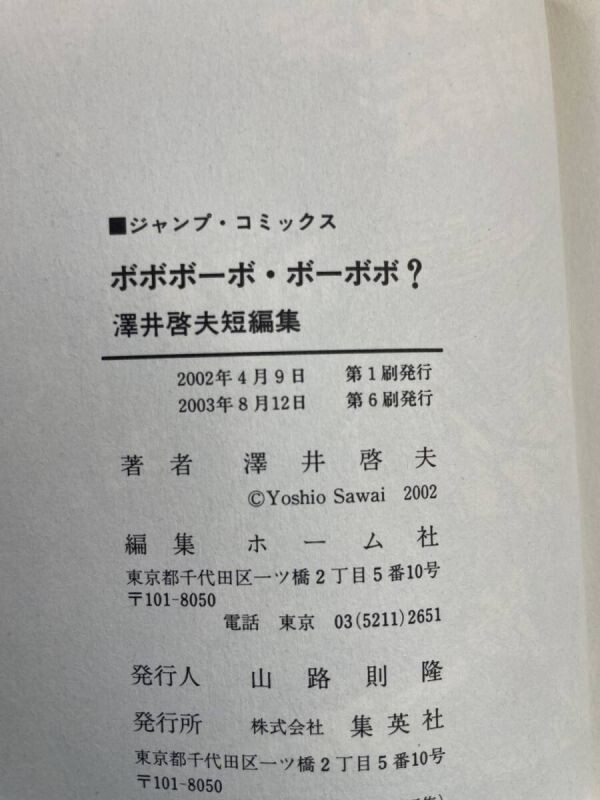 ■ジャンプ・コミックス
ボボボーボ・ボーボボ?
澤井啓夫短編集
2002年4月9日 第1刷発行
2003年8月12日 第6刷発行
著者 澤井啓夫
©Yoshio Sawai 2002
編集 ホーム社
東京都千代田区一ツ橋2丁目5番10号
〒101-8050
電話 東京 03(5211)2651
発行人 山路則隆
発行所 株式会社 集英社
東京都千代田区一ツ橋2丁目5番10号
〒101-8050